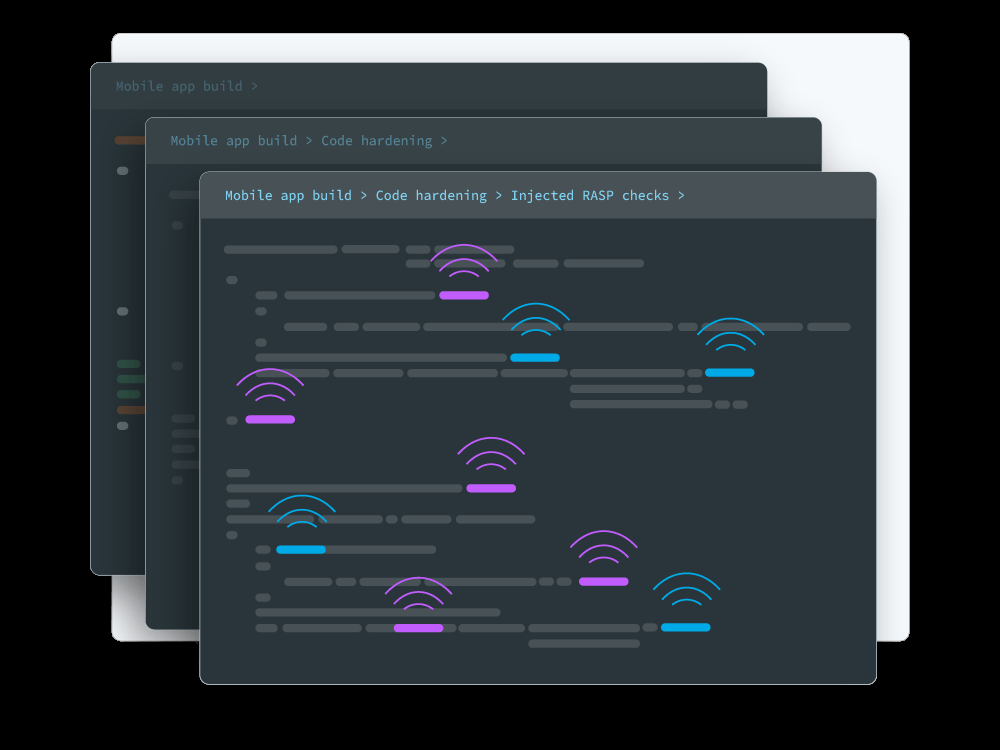 Mobile app build >
Mobile app build > Code hardening >
Mobile app build > Code hardening > Injected RASP checks >